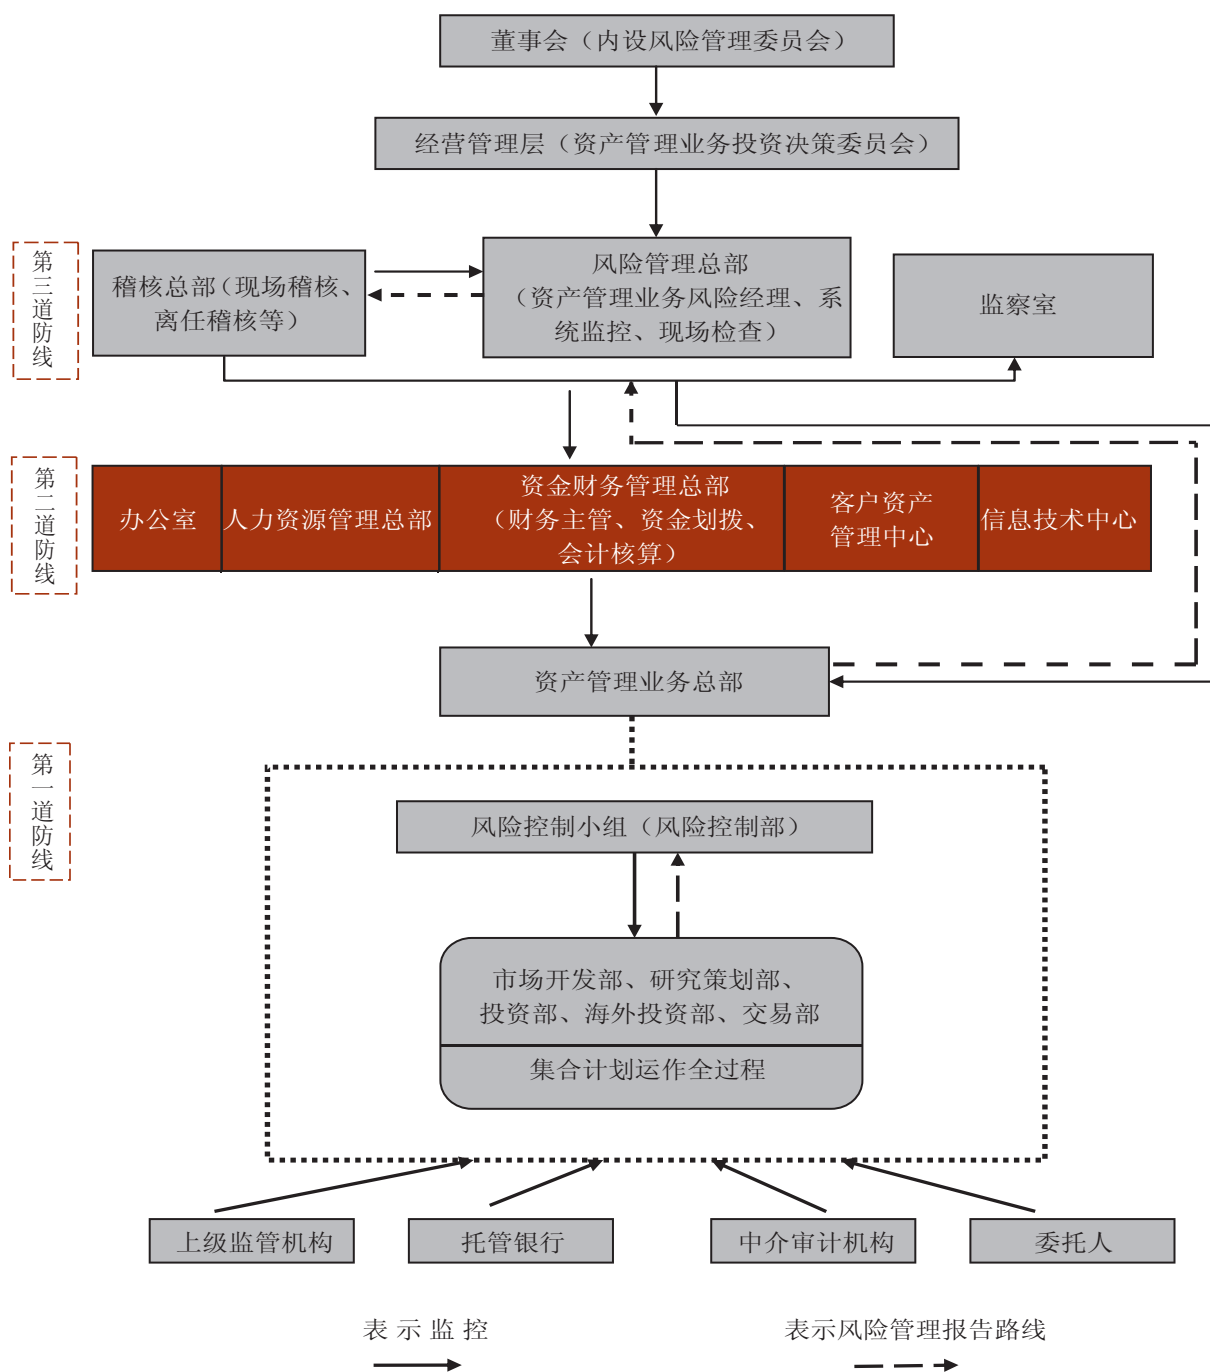 董事会（内设风险管理委员会）
经营管理层（资产管理业务投资决策委员会）
第三道防线
稽核总部（现场稽核、
离任稽核等）
风险管理总部
（资产管理业务风险经理、系
统监控、现场检查）
监察室
第二道防线
办公室
人力资源管理总部
资金财务管理总部
（财务主管、资金划拨、
会计核算）
客户资产
管理中心
信息技术中心
资产管理业务总部
第一道防线
风险控制小组（风险控制部）
市场开发部、研究策划部、
投资部、海外投资部、交易部
集合计划运作全过程
上级监管机构
托管银行
中介审计机构
委托人
表示监控
表示风险管理报告路线